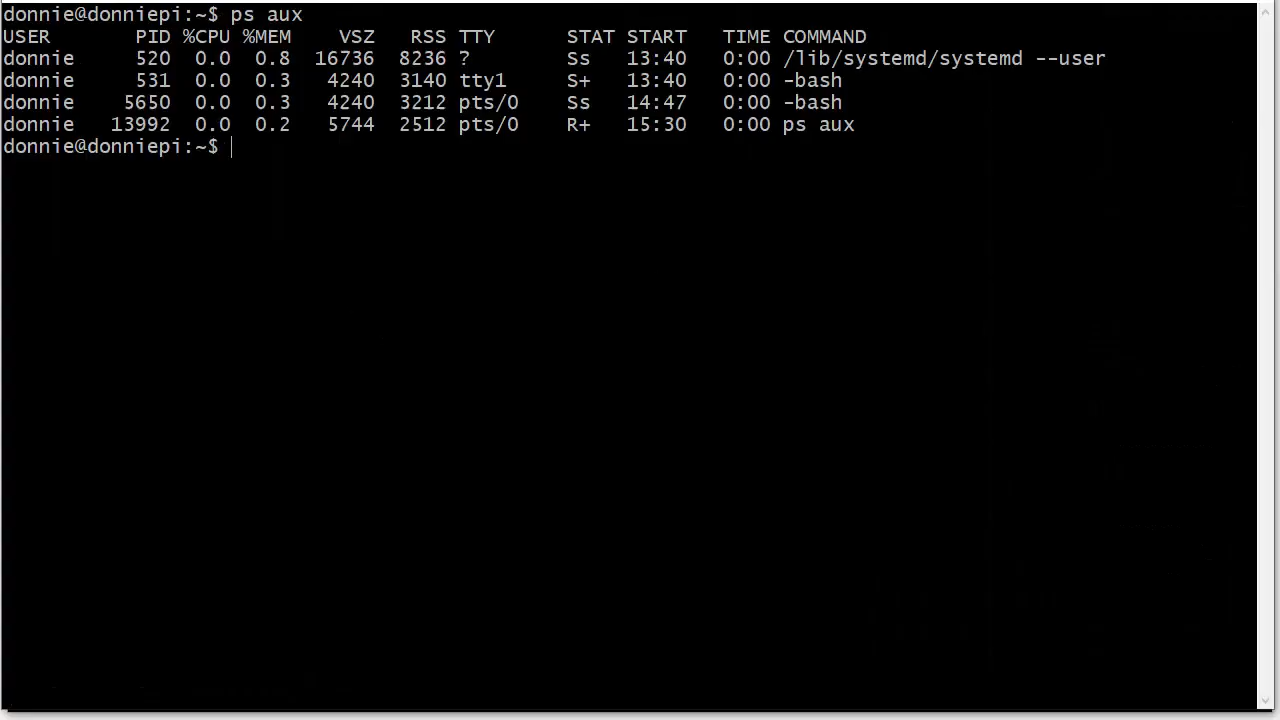 donnie@donniepi:~$ ps aux
USER       PID %CPU %MEM    VSZ   RSS TTY      STAT START   TIME COMMAND
donnie     520  0.0  0.8  16736  8236 ?        Ss   13:40   0:00 /lib/systemd/systemd --user
donnie     531  0.0  0.3   4240  3140 tty1     S+   13:40   0:00 -bash
donnie    5650  0.0  0.3   4240  3212 pts/0    Ss   14:47   0:00 -bash
donnie   13992  0.0  0.2   5744  2512 pts/0    R+   15:30   0:00 ps aux
donnie@donniepi:~$